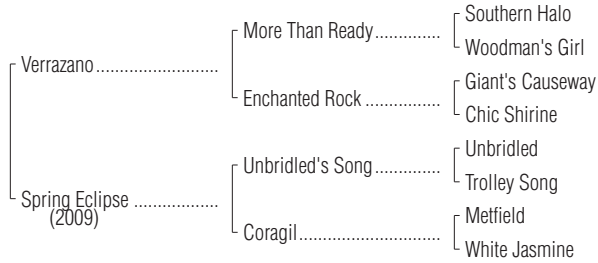 Southern Halo
More Than Ready..............
Woodman's Girl
Verrazano..........................
Giant's Causeway
Enchanted Rock ................
Chic Shirine
Unbridled
Unbridled's Song..............
Trolley Song
Spring Eclipse ..................
(2009)
Metfield
Coragil..............................
White Jasmine